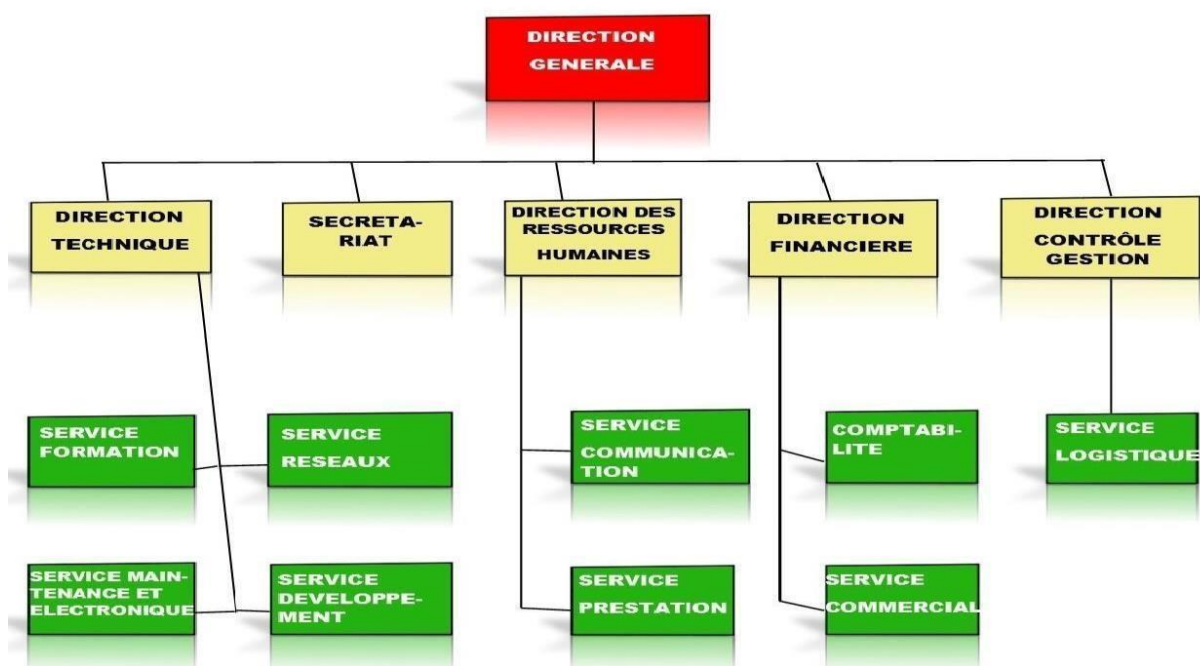 DIRECTION
GENERALE
DIRECTION
TECHNIQUE
SECRETA-
RIAT
DIRECTION DES
RESSOURCES
HUMAINES
DIRECTION
FINANCIERE
DIRECTION
CONTRÔLE
GESTION
SERVICE
FORMATION
SERVICE
RESEAUX
SERVICE
COMMUNICA-
TION
COMPTABI-
LITE
SERVICE
LOGISTIQUE
SERVICE MAIN-
TENANCE ET
ELECTRONIQUE
SERVICE
DEVELOPPE-
MENT
SERVICE
PRESTATION
SERVICE
COMMERCIAL